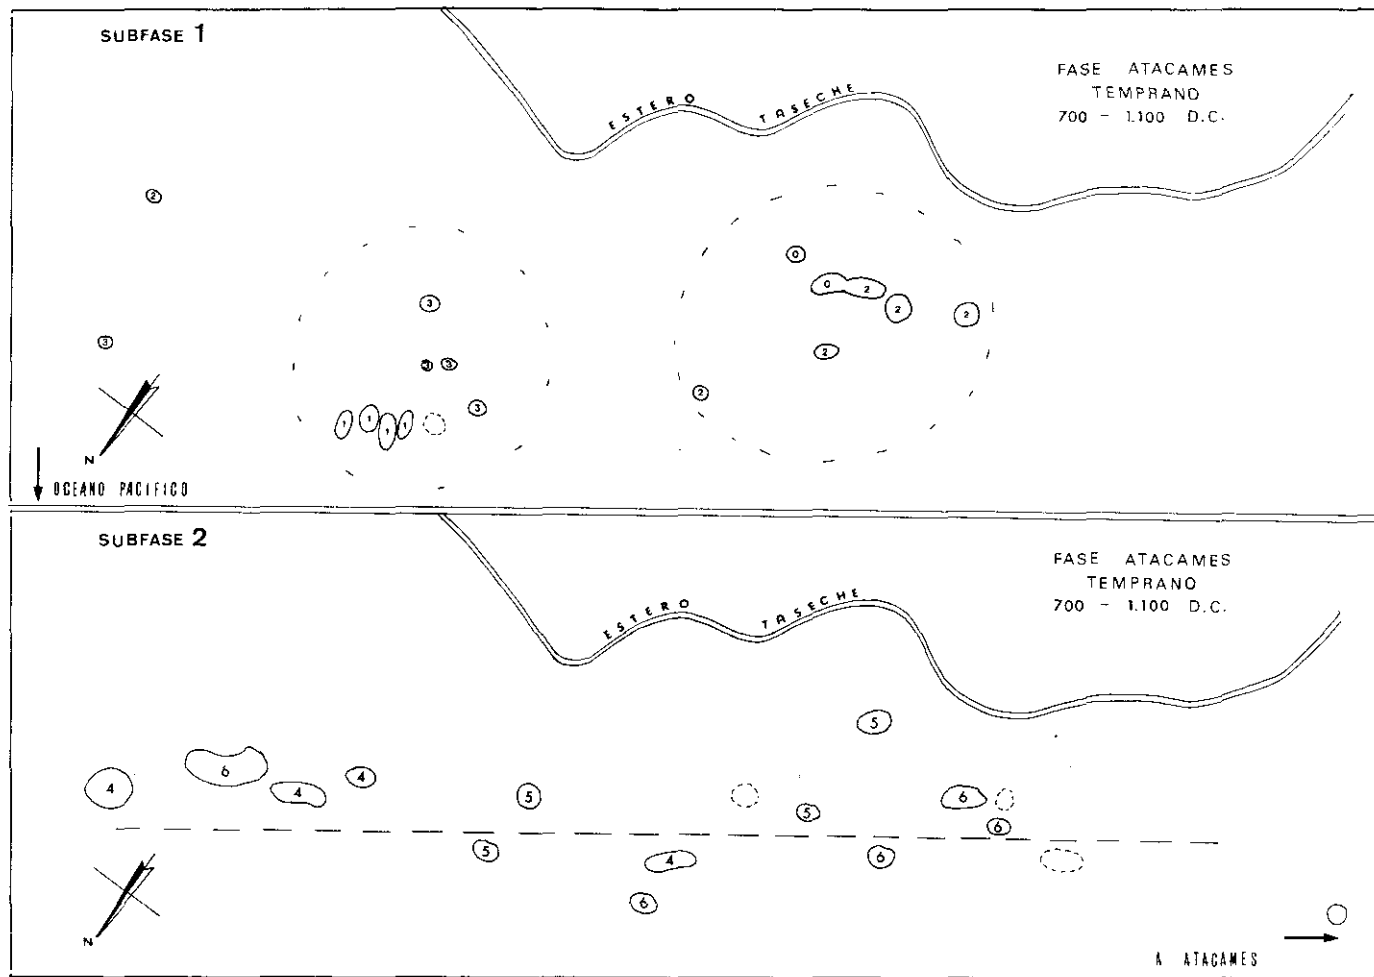 SUBFASE 1
FASE ATACAMES
TEMPRANO
700 - 1.100 D.C.
ESTERO TASECHE
2
0
0
2
3
2
2
3
2
3
3
3
2
3
1
1
1
1
N
OCEANO PACIFICO
SUBFASE 2
FASE ATACAMES
TEMPRANO
700 - 1.100 D.C.
ESTERO TASECHE
5
6
4
4
4
5
5
6
6
5
4
6
6
N
A ATACAMES